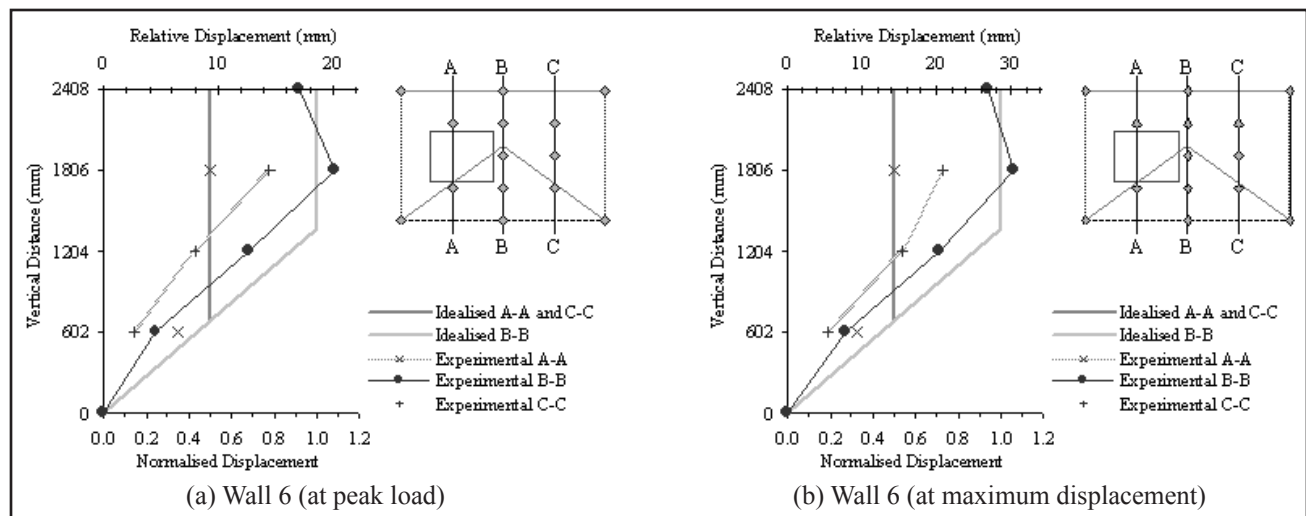 Relative Displacement (mm)
0 10 20
2408
1806
1204
602
0
Vertical Distance (mm)
0.0 0.2 0.4 0.6 0.8 1.0 1.2
Normalised Displacement
A B C
A B C
Idealised A-A and C-C
Idealised B-B
Experimental A-A
Experimental B-B
Experimental C-C
(a) Wall 6 (at peak load)
Relative Displacement (mm)
0 10 20 30
2408
1806
1204
602
0
Vertical Distance (mm)
0.0 0.2 0.4 0.6 0.8 1.0 1.2
Normalised Displacement
A B C
A B C
Idealised A-A and C-C
Idealised B-B
Experimental A-A
Experimental B-B
Experimental C-C
(b) Wall 6 (at maximum displacement)